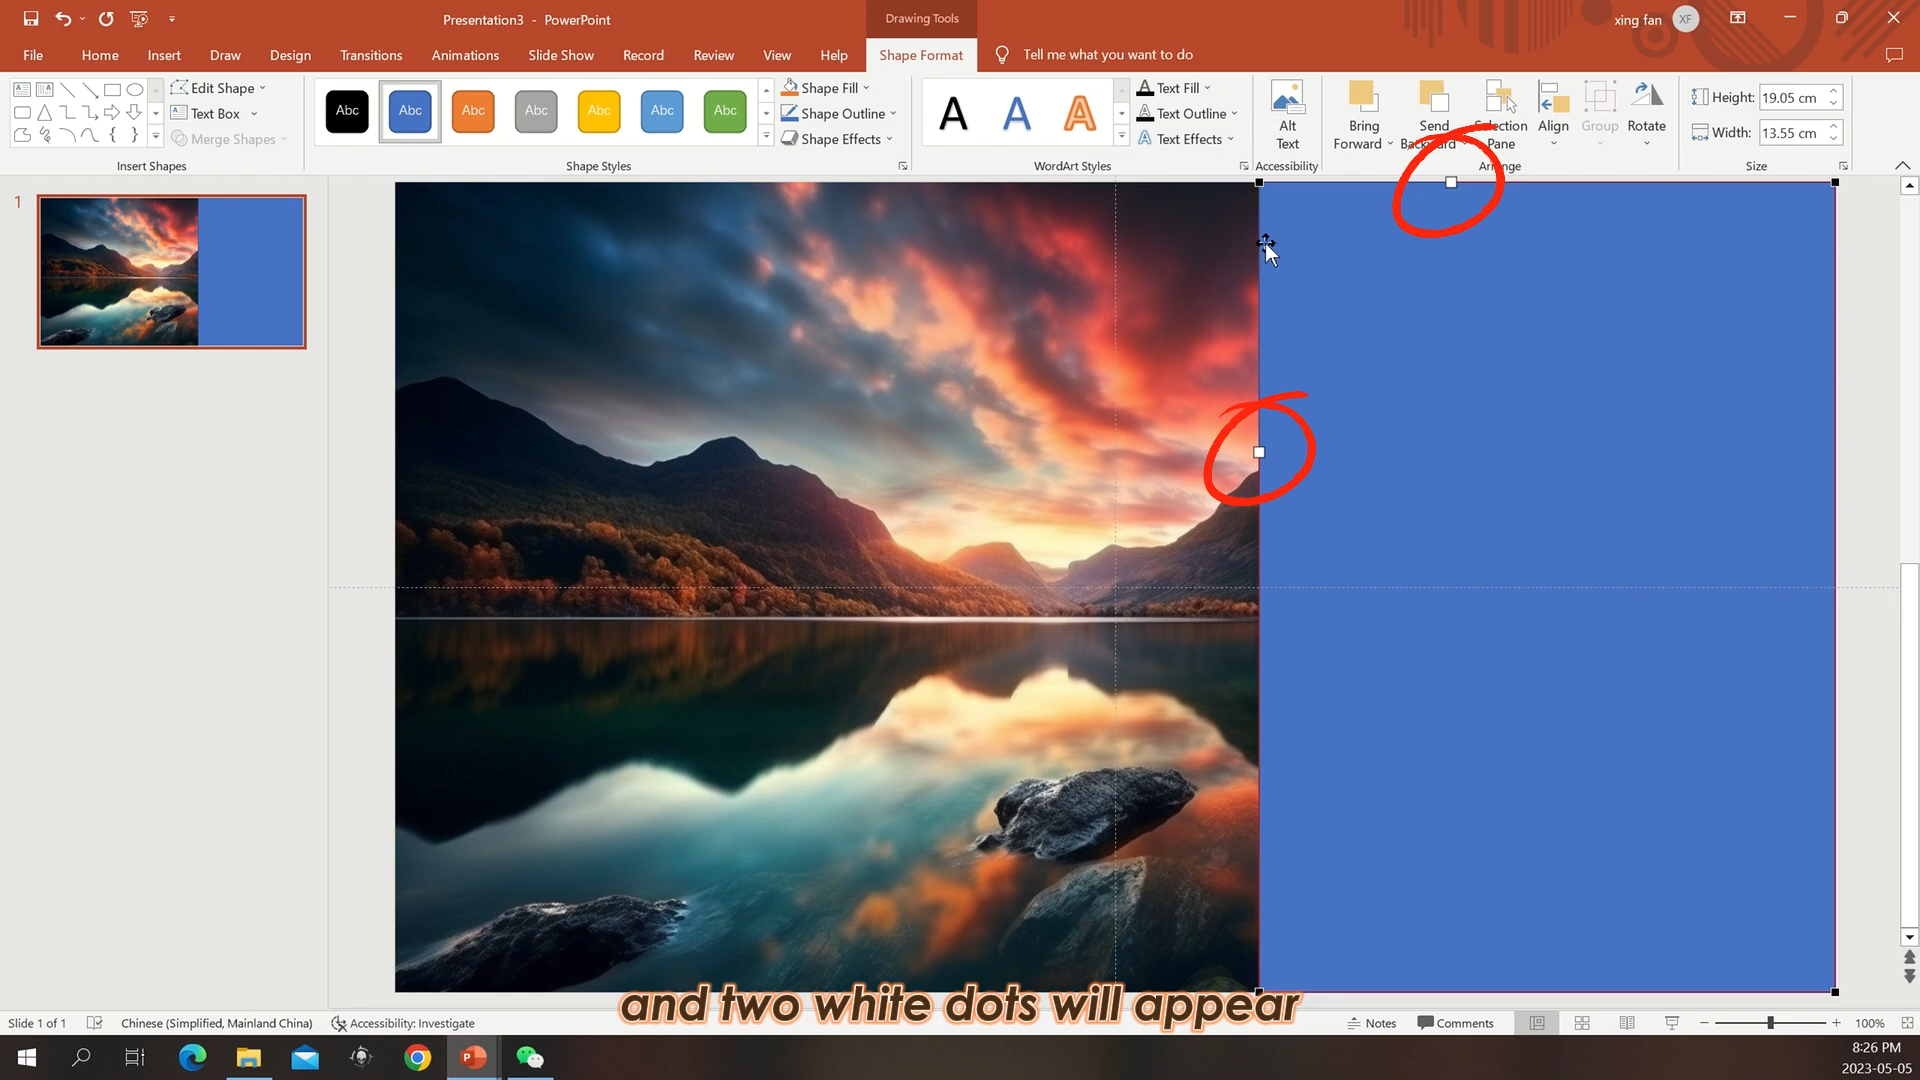 Presentation3 - PowerPoint
Drawing Tools
xing fan
XF
File
Home
Insert
Draw
Design
Transitions
Animations
Slide Show
Record
Review
View
Help
Shape Format
Tell me what you want to do
Edit Shape
Text Box
Merge Shapes
Insert Shapes
Abc
Abc
Abc
Abc
Abc
Abc
Abc
Shape Fill
Shape Outline
Shape Effects
Shape Styles
A
A
A
Text Fill
Text Outline
Text Effects
WordArt Styles
Alt
Text
Accessibility
Bring
Forward
Send
Backward
Selection
Pane
Align
Group
Rotate
Arrange
Height:
19.05 cm
Width:
13.55 cm
Size
1
and two white dots will appear
Slide 1 of 1
Chinese (Simplified, Mainland China)
Accessibility: Investigate
Notes
Comments
100%
8:26 PM
2023-05-05